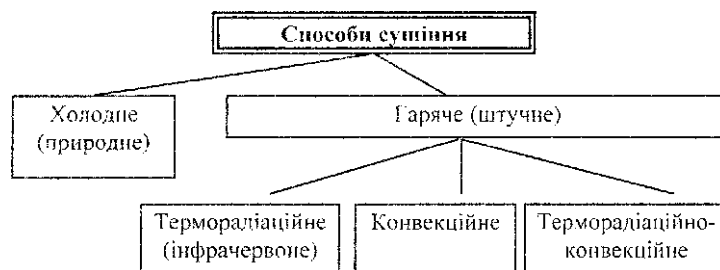 Способи сушіння
Холодне
(природне)
Гаряче (штучне)
Терморадіаційне
(інфрачервоне)
Конвекційне
Терморадіаційно-
конвекційне